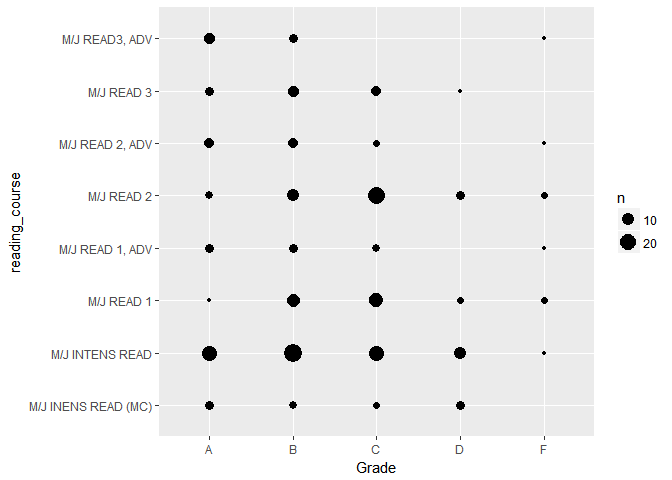 M/J READ3, ADV
M/J READ 3
M/J READ 2, ADV
M/J READ 2
M/J READ 1, ADV
M/J READ 1
M/J INTENS READ
M/J INENS READ (MC)
reading_course
A B C D F
Grade
n
10
20